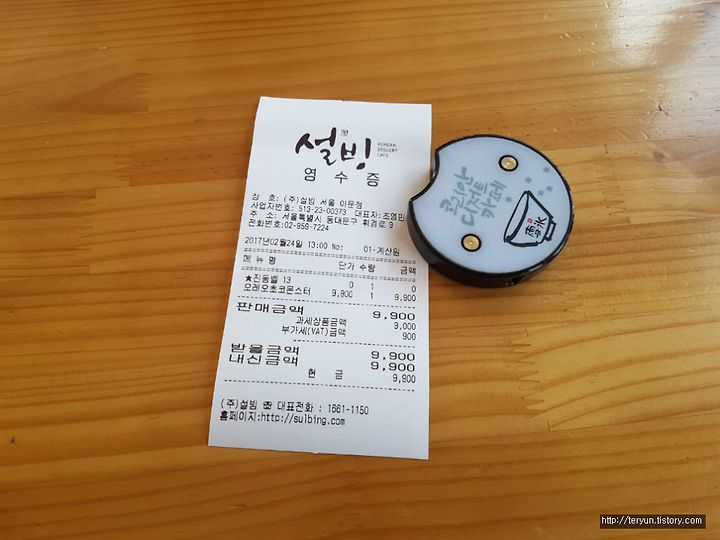 설빙
KOREAN
DESSERT
CAFE
영 수 증
상 호: (주)설빙 서울 이문점
사업자번호: 513-23-00373 대표자:조영민
주 소: 서울특별시 동대문구 휘경로 9
전화번호:02-959-7224
2017년02월24일 13:00 No: 01-계산원
메 뉴 명 단가 수량 금액
★진동벨 13 0 1 0
오레오초코몬스터 9,900 1 9,900
판매금액 9,900
과세상품금액 9,000
부가세(VAT)금액 900
받을금액 9,900
내신금액 9,900
현 금 9,900
(주)설빙 ☎ 대표전화 : 1661-1150
홈페이지:http://sulbing.com
코리안
디저트
카페
雪氷
http://teryun.tistory.com